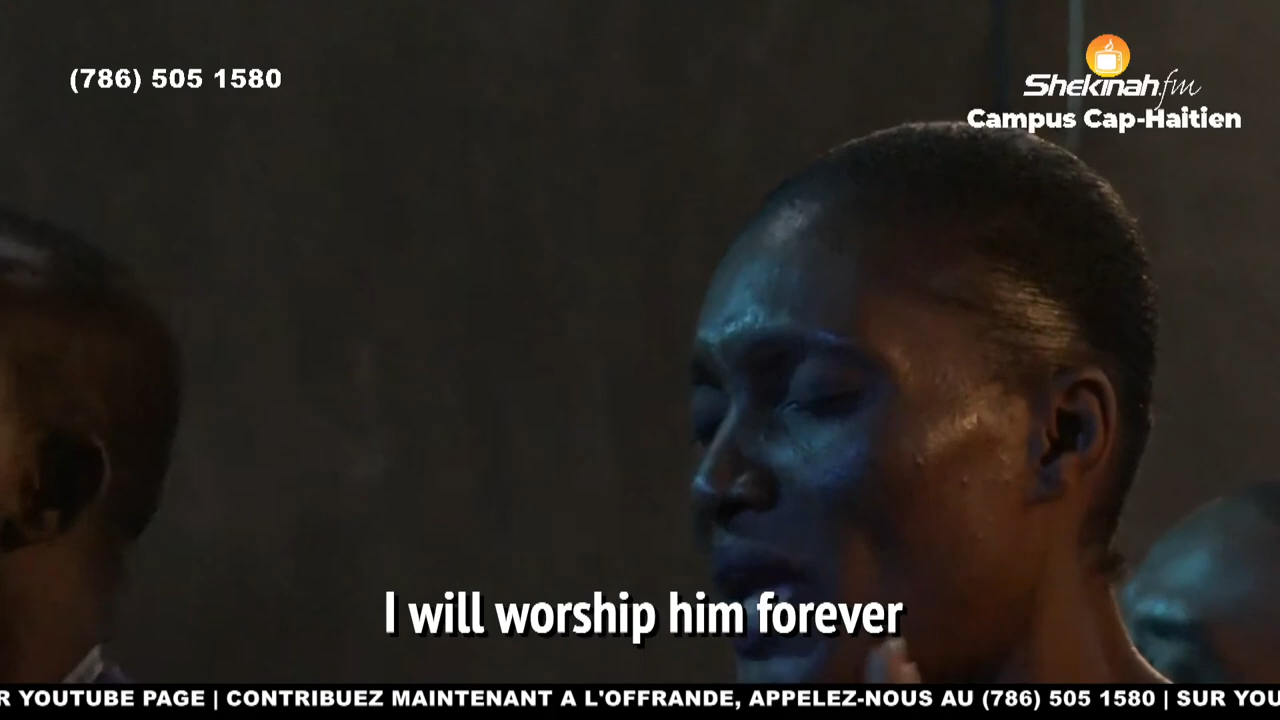 (786) 505 1580
Shekinah.fm
Campus Cap-Haitien
I will worship him forever
R YOUTUBE PAGE | CONTRIBUEZ MAINTENANT A L'OFFRANDE, APPELEZ-NOUS AU (786) 505 1580 | SUR YOU